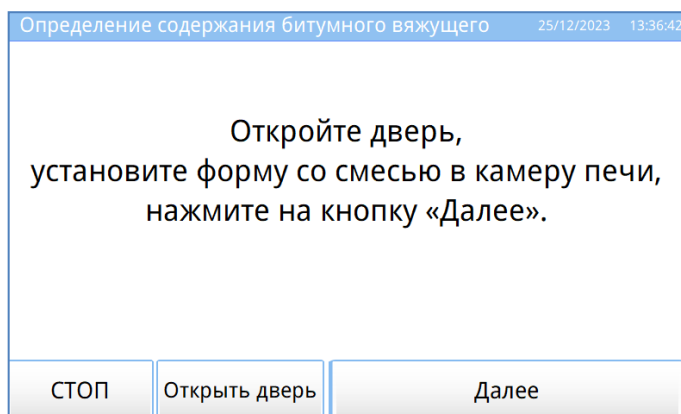 Определение содержания битумного вяжущего 25/12/2023 13:36:42
Откройте дверь,
установите форму со смесью в камеру печи,
нажмите на кнопку «Далее».
СТОП Открыть дверь Далее